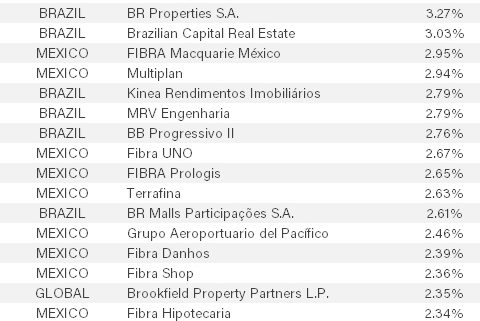 BRAZIL BR Properties S.A. 3.27%
BRAZIL Brazilian Capital Real Estate 3.03%
MEXICO FIBRA Macquarie México 2.95%
MEXICO Multiplan 2.94%
BRAZIL Kinea Rendimentos Imobiliários 2.79%
BRAZIL MRV Engenharia 2.79%
BRAZIL BB Progressivo II 2.76%
MEXICO Fibra UNO 2.67%
MEXICO FIBRA Prologis 2.65%
MEXICO Terrafina 2.63%
BRAZIL BR Malls Participações S.A. 2.61%
MEXICO Grupo Aeroportuario del Pacífico 2.46%
MEXICO Fibra Danhos 2.39%
MEXICO Fibra Shop 2.36%
GLOBAL Brookfield Property Partners L.P. 2.35%
MEXICO Fibra Hipotecaria 2.34%